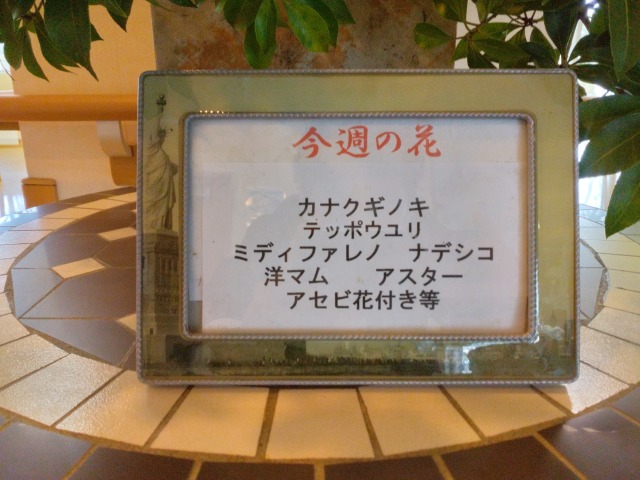 今週の花
カナクギノキ
テッポウユリ
ミディファレノ　ナデシコ
洋マム　　アスター
アセビ花付き等